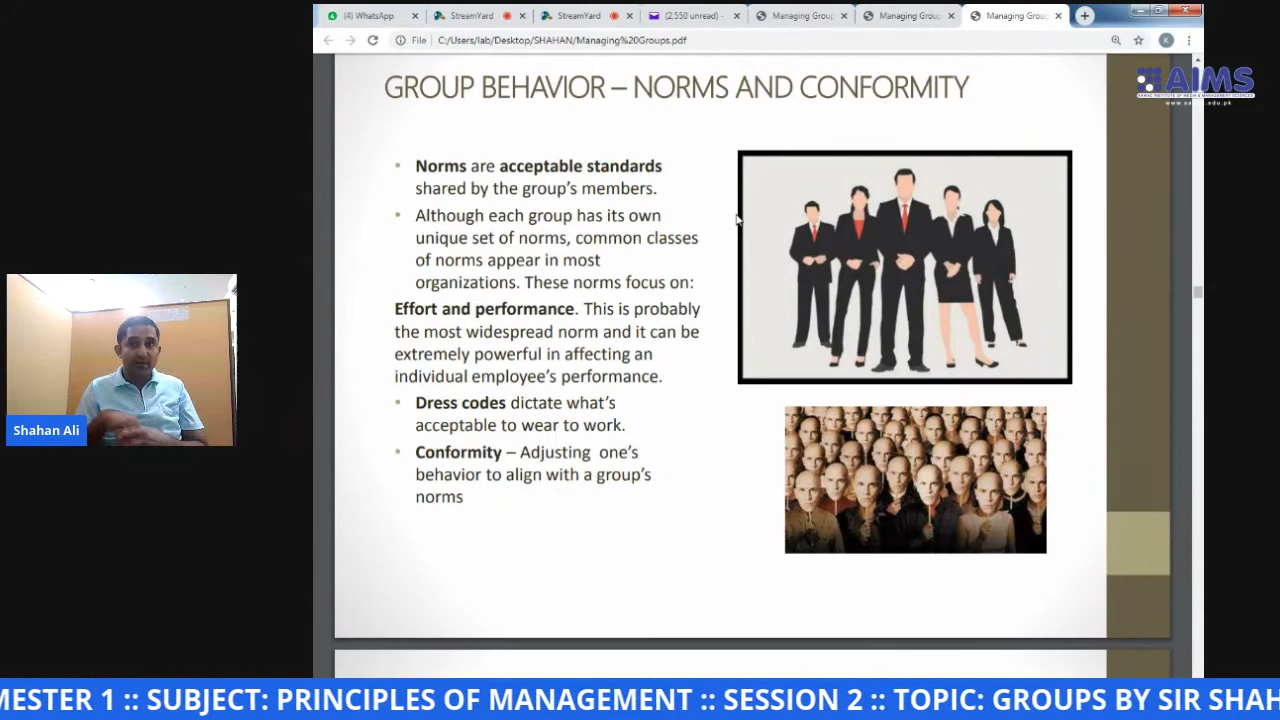 (4) WhatsApp
StreamYard
StreamYard
(2,550 unread) -
Managing Group
Managing Group
Managing Group
File
C:/Users/lab/Desktop/SHAHAN/Managing%20Groups.pdf
K
AIMS
GROUP BEHAVIOR – NORMS AND CONFORMITY
• Norms are acceptable standards
shared by the group's members.
• Although each group has its own
unique set of norms, common classes
of norms appear in most
organizations. These norms focus on:
Effort and performance. This is probably
the most widespread norm and it can be
extremely powerful in affecting an
individual employee's performance.
• Dress codes dictate what's
acceptable to wear to work.
• Conformity – Adjusting one's
behavior to align with a group's
norms
Shahan Ali
MESTER 1 :: SUBJECT: PRINCIPLES OF MANAGEMENT :: SESSION 2 :: TOPIC: GROUPS BY SIR SHAH